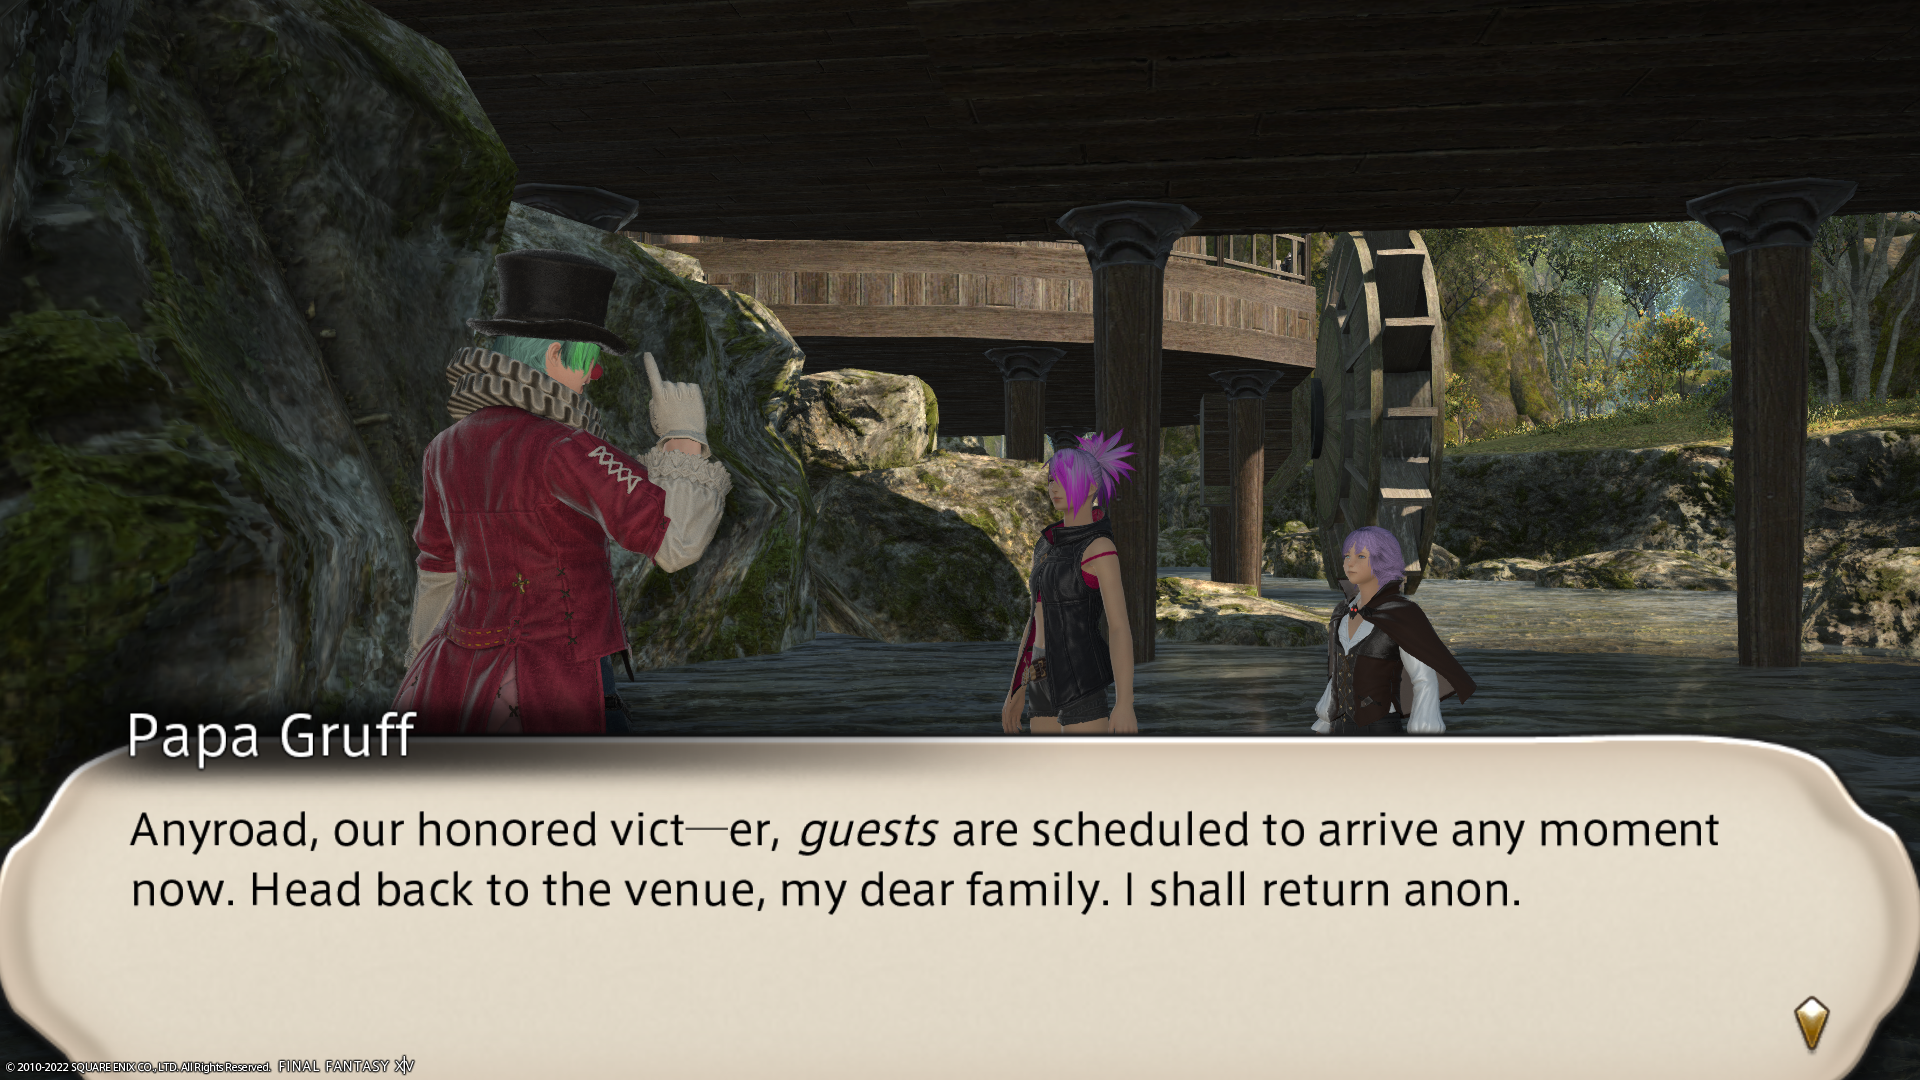 Papa Gruff
Anyroad, our honored vict—er, guests are scheduled to arrive any moment
now. Head back to the venue, my dear family. I shall return anon.
© 2010-2022 SQUARE ENIX CO., LTD. All Rights Reserved. FINAL FANTASY XIV